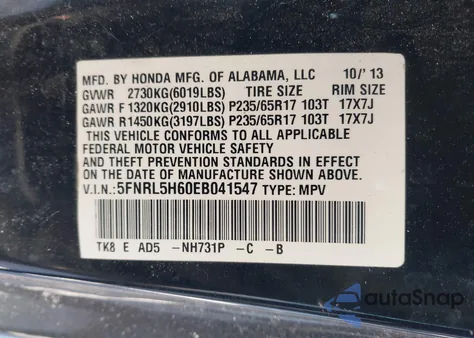 MFD. BY HONDA MFG. OF ALABAMA, LLC 10/'13
GVWR 2730KG(6019LBS) TIRE SIZE RIM SIZE
GAWR F 1320KG(2910LBS) P235/65R17 103T 17X7J
GAWR R1450KG(3197LBS) P235/65R17 103T 17X7J
THIS VEHICLE CONFORMS TO ALL APPLICABLE
FEDERAL MOTOR VEHICLE SAFETY
AND THEFT PREVENTION STANDARDS IN EFFECT
ON THE DATE OF MANUFACTURE SHOWN ABOVE.
V.I.N.: 5FNRL5H60EB041547 TYPE: MPV
TK8 E AD5 -NH731P -C -B
autoSnap